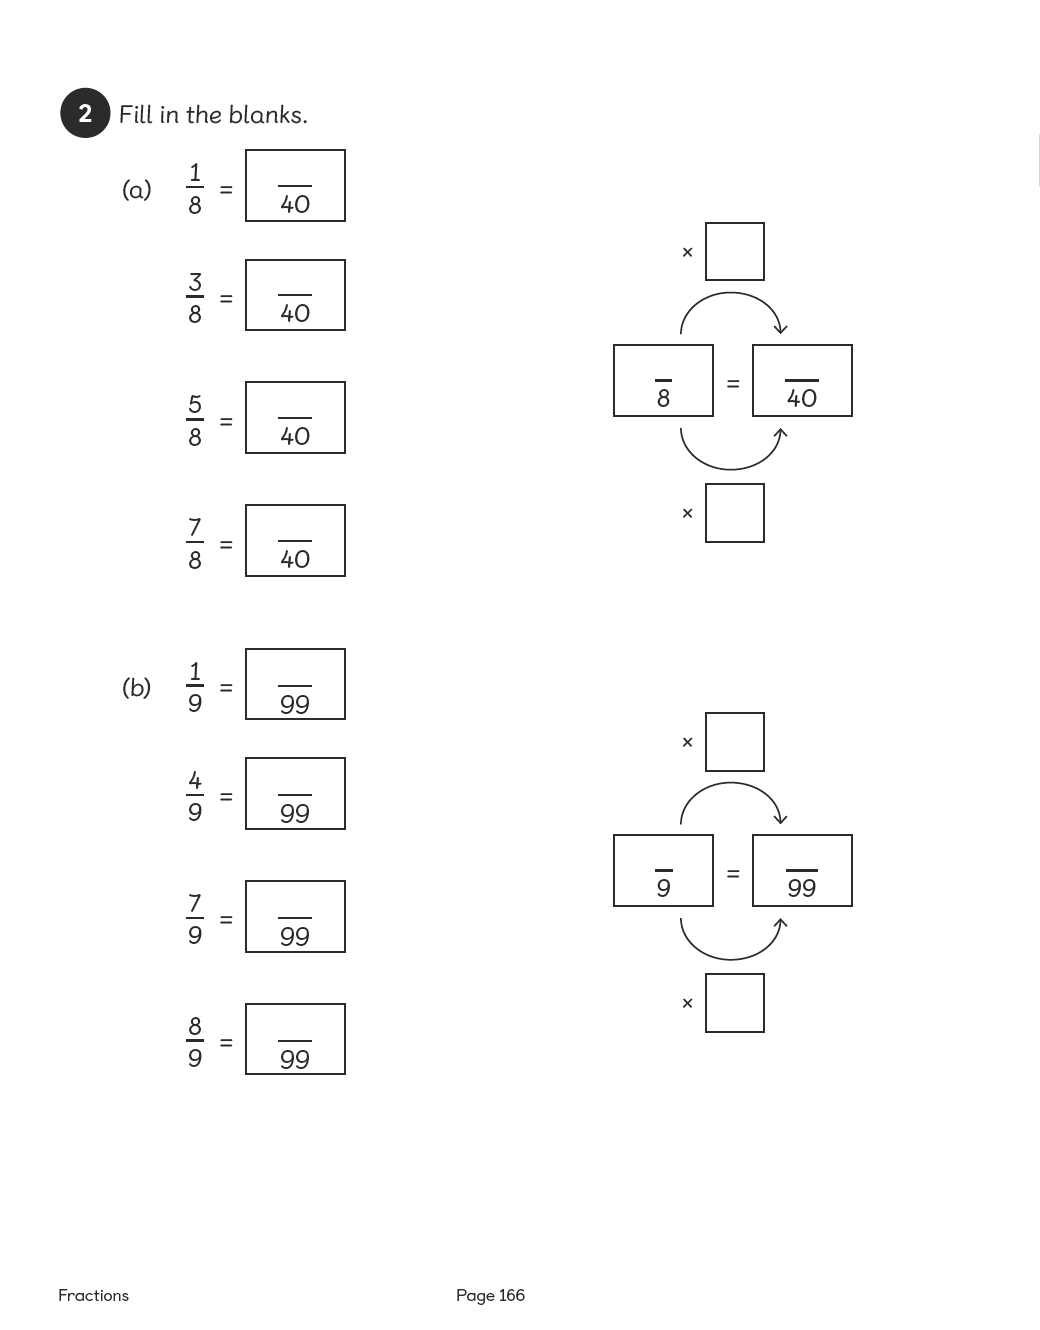 2 Fill in the blanks.
(a) 1/8 = /40
3/8 = /40
5/8 = /40
7/8 = /40
×
/8 = /40
×
(b) 1/9 = /99
4/9 = /99
7/9 = /99
8/9 = /99
×
/9 = /99
×
Fractions Page 166